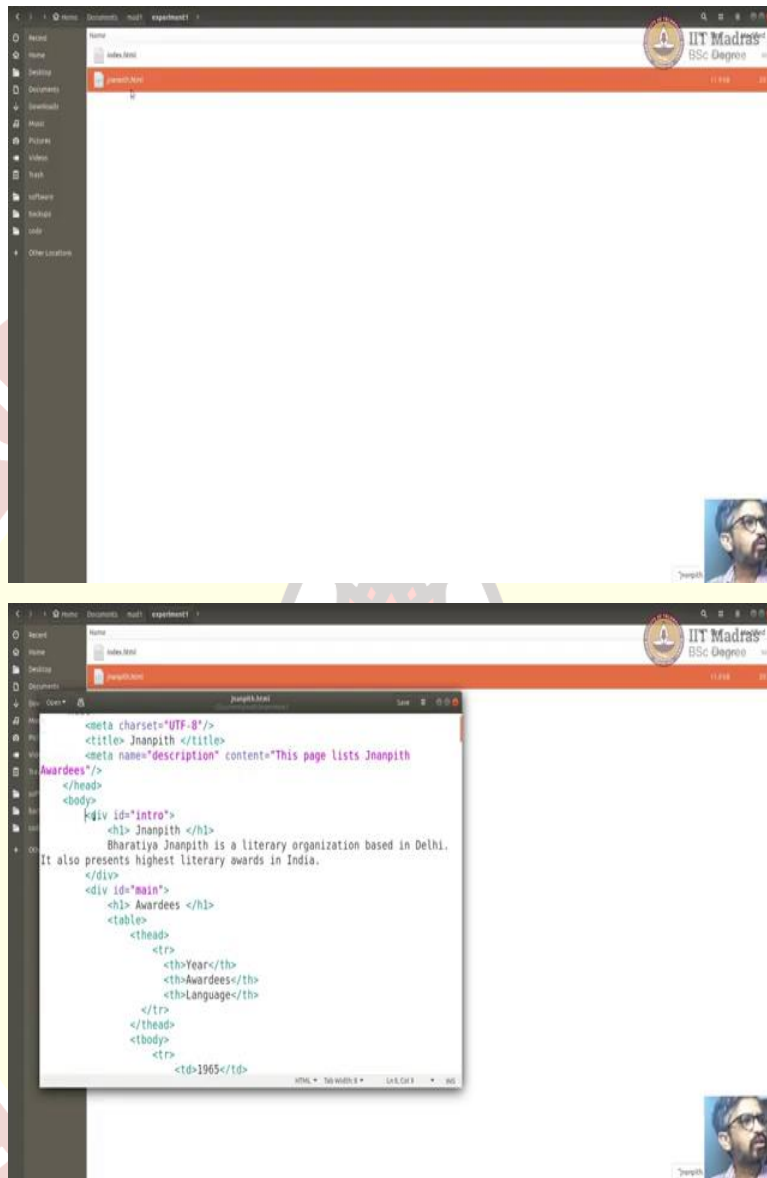 Home Documents mad1 experiment1
Recent
Home
Desktop
Documents
Downloads
Music
Pictures
Videos
Trash
software
backups
code
Other Locations
Name
index.html
jnanpith.html
IIT Madras
BSc Degree
Home Documents mad1 experiment1
Recent
Home
Desktop
Name
index.html
jnanpith.html
IIT Madras
BSc Degree
Open
jnanpith.html
Save
<meta charset="UTF-8"/>
<title> Jnanpith </title>
<meta name="description" content="This page lists Jnanpith
Awardees"/>
</head>
<body>
<div id="intro">
<h1> Jnanpith </h1>
Bharatiya Jnanpith is a literary organization based in Delhi.
It also presents highest literary awards in India.
</div>
<div id="main">
<h1> Awardees </h1>
<table>
<thead>
<tr>
<th>Year</th>
<th>Awardees</th>
<th>Language</th>
</tr>
</thead>
<tbody>
<tr>
<td>1965</td>
HTML Tab Width: 8 INS